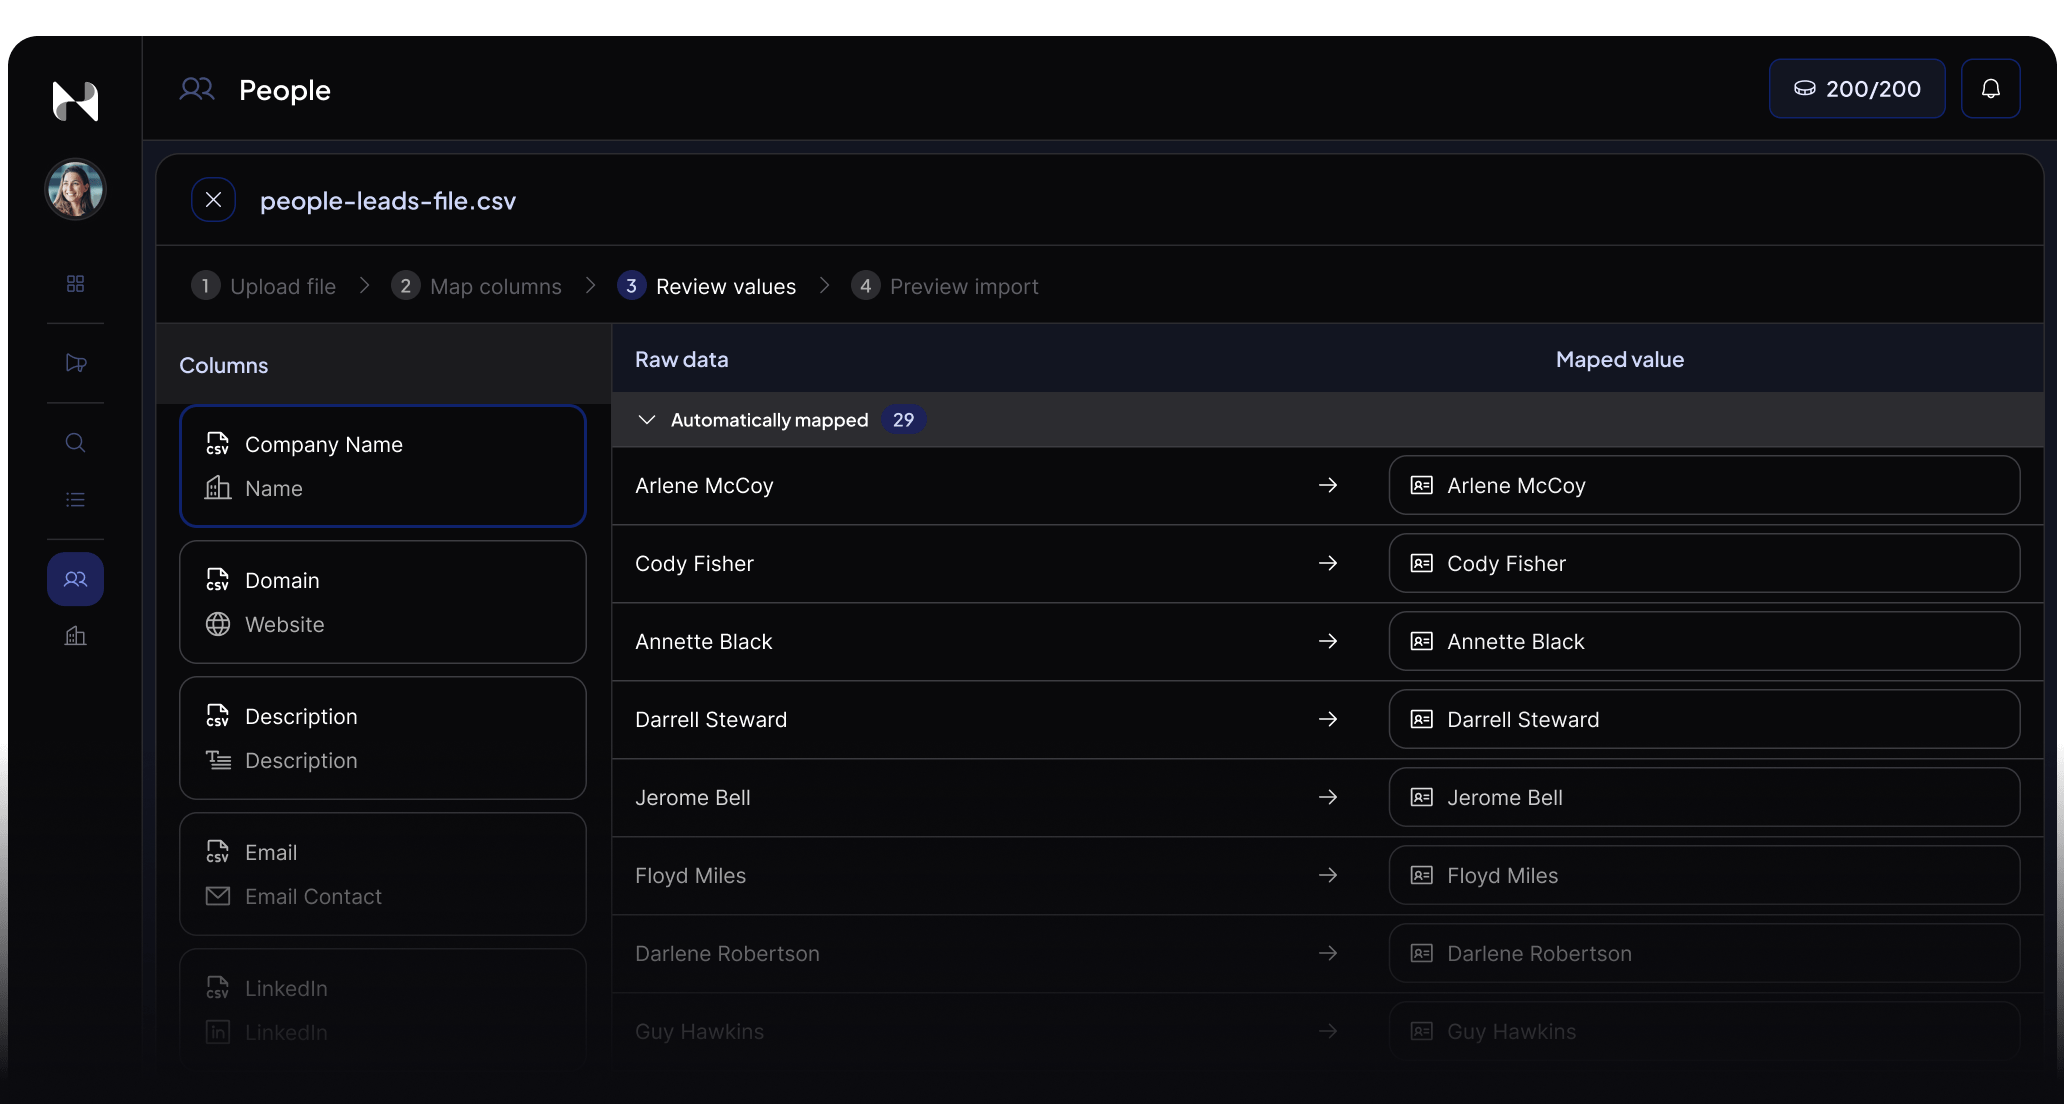 People
200/200
people-leads-file.csv
1 Upload file
2 Map columns
3 Review values
4 Preview import
Columns
CSV Company Name
Name
CSV Domain
Website
CSV Description
Description
CSV Email
Email Contact
CSV LinkedIn
in LinkedIn
Raw data Maped value
Automatically mapped 29
Arlene McCoy Arlene McCoy
Cody Fisher Cody Fisher
Annette Black Annette Black
Darrell Steward Darrell Steward
Jerome Bell Jerome Bell
Floyd Miles Floyd Miles
Darlene Robertson Darlene Robertson
Guy Hawkins Guy Hawkins